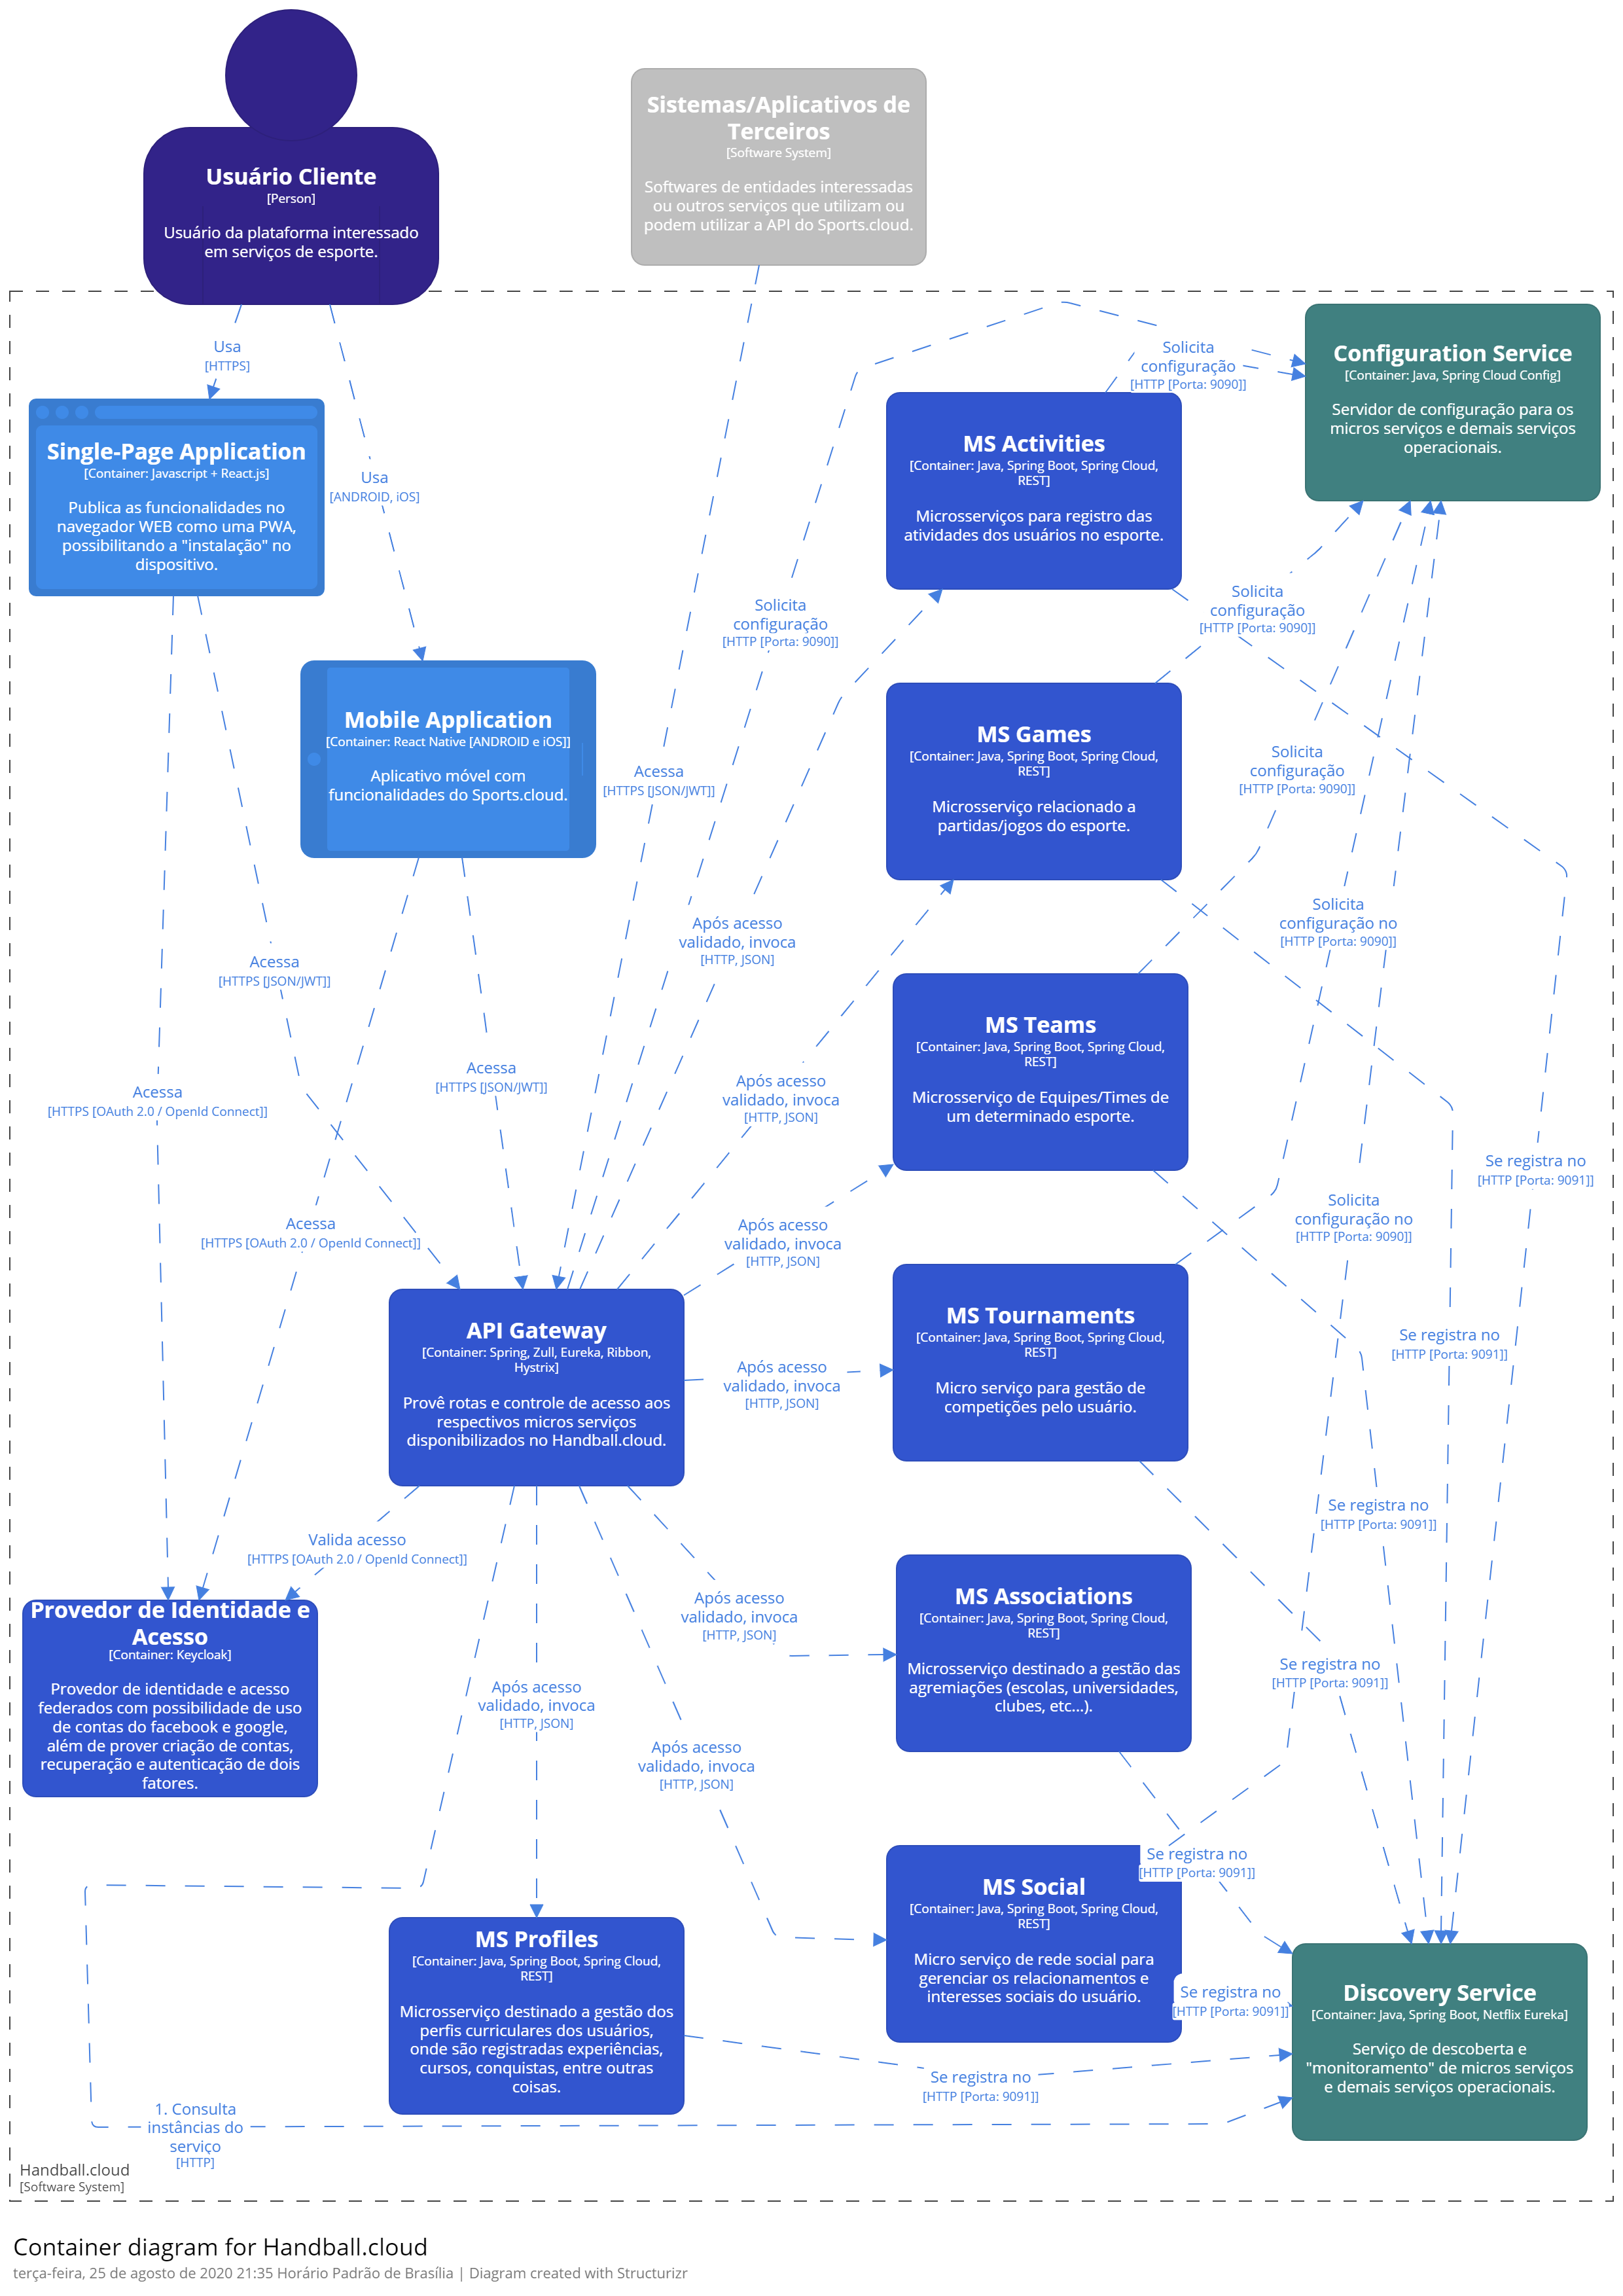 Usuário Cliente
[Person]
Usuário da plataforma interessado
em serviços de esporte.
Sistemas/Aplicativos de
Terceiros
[Software System]
Softwares de entidades interessadas
ou outros serviços que utilizam ou
podem utilizar a API do Sports.cloud.
Usa
[HTTPS]
Usa
[ANDROID, iOS]
Single-Page Application
[Container: Javascript + React.js]
Publica as funcionalidades no
navegador WEB como uma PWA,
possibilitando a "instalação" no
dispositivo.
Mobile Application
[Container: React Native [ANDROID e iOS]]
Aplicativo móvel com
funcionalidades do Sports.cloud.
Configuration Service
[Container: Java, Spring Cloud Config]
Servidor de configuração para os
micros serviços e demais serviços
operacionais.
Solicita
configuração
[HTTP [Porta: 9090]]
MS Activities
[Container: Java, Spring Boot, Spring Cloud,
REST]
Microsserviços para registro das
atividades dos usuários no esporte.
Solicita
configuração
[HTTP [Porta: 9090]]
Solicita
configuração
[HTTP [Porta: 9090]]
MS Games
[Container: Java, Spring Boot, Spring Cloud,
REST]
Microsserviço relacionado a
partidas/jogos do esporte.
Solicita
configuração
[HTTP [Porta: 9090]]
Acessa
[HTTPS [JSON/JWT]]
Solicita
configuração no
[HTTP [Porta: 9090]]
Após acesso
validado, invoca
[HTTP, JSON]
Acessa
[HTTPS [JSON/JWT]]
MS Teams
[Container: Java, Spring Boot, Spring Cloud,
REST]
Microsserviço de Equipes/Times de
um determinado esporte.
Acessa
[HTTPS [JSON/JWT]]
Após acesso
validado, invoca
[HTTP, JSON]
Acessa
[HTTPS [OAuth 2.0 / OpenId Connect]]
Se registra no
[HTTP [Porta: 9091]]
Solicita
configuração no
[HTTP [Porta: 9090]]
Acessa
[HTTPS [OAuth 2.0 / OpenId Connect]]
Após acesso
validado, invoca
[HTTP, JSON]
API Gateway
[Container: Spring, Zull, Eureka, Ribbon,
Hystrix]
Provê rotas e controle de acesso aos
respectivos micros serviços
disponibilizados no Handball.cloud.
MS Tournaments
[Container: Java, Spring Boot, Spring Cloud,
REST]
Micro serviço para gestão de
competições pelo usuário.
Se registra no
[HTTP [Porta: 9091]]
Após acesso
validado, invoca
[HTTP, JSON]
Se registra no
[HTTP [Porta: 9091]]
Valida acesso
[HTTPS [OAuth 2.0 / OpenId Connect]]
Provedor de Identidade e
Acesso
[Container: Keycloak]
Provedor de identidade e acesso
federados com possibilidade de uso
de contas do facebook e google,
além de prover criação de contas,
recuperação e autenticação de dois
fatores.
Após acesso
validado, invoca
[HTTP, JSON]
MS Associations
[Container: Java, Spring Boot, Spring Cloud,
REST]
Microsserviço destinado a gestão das
agremiações (escolas, universidades,
clubes, etc...).
Se registra no
[HTTP [Porta: 9091]]
Após acesso
validado, invoca
[HTTP, JSON]
Após acesso
validado, invoca
[HTTP, JSON]
Se registra no
[HTTP [Porta: 9091]]
MS Social
[Container: Java, Spring Boot, Spring Cloud,
REST]
Micro serviço de rede social para
gerenciar os relacionamentos e
interesses sociais do usuário.
MS Profiles
[Container: Java, Spring Boot, Spring Cloud,
REST]
Microsserviço destinado a gestão dos
perfis curriculares dos usuários,
onde são registradas experiências,
cursos, conquistas, entre outras
coisas.
Se registra no
[HTTP [Porta: 9091]]
Discovery Service
[Container: Java, Spring Boot, Netflix Eureka]
Serviço de descoberta e
"monitoramento" de micros serviços
e demais serviços operacionais.
Se registra no
[HTTP [Porta: 9091]]
1. Consulta
instâncias do
serviço
[HTTP]
Handball.cloud
[Software System]
Container diagram for Handball.cloud
terça-feira, 25 de agosto de 2020 21:35 Horário Padrão de Brasília | Diagram created with Structurizr